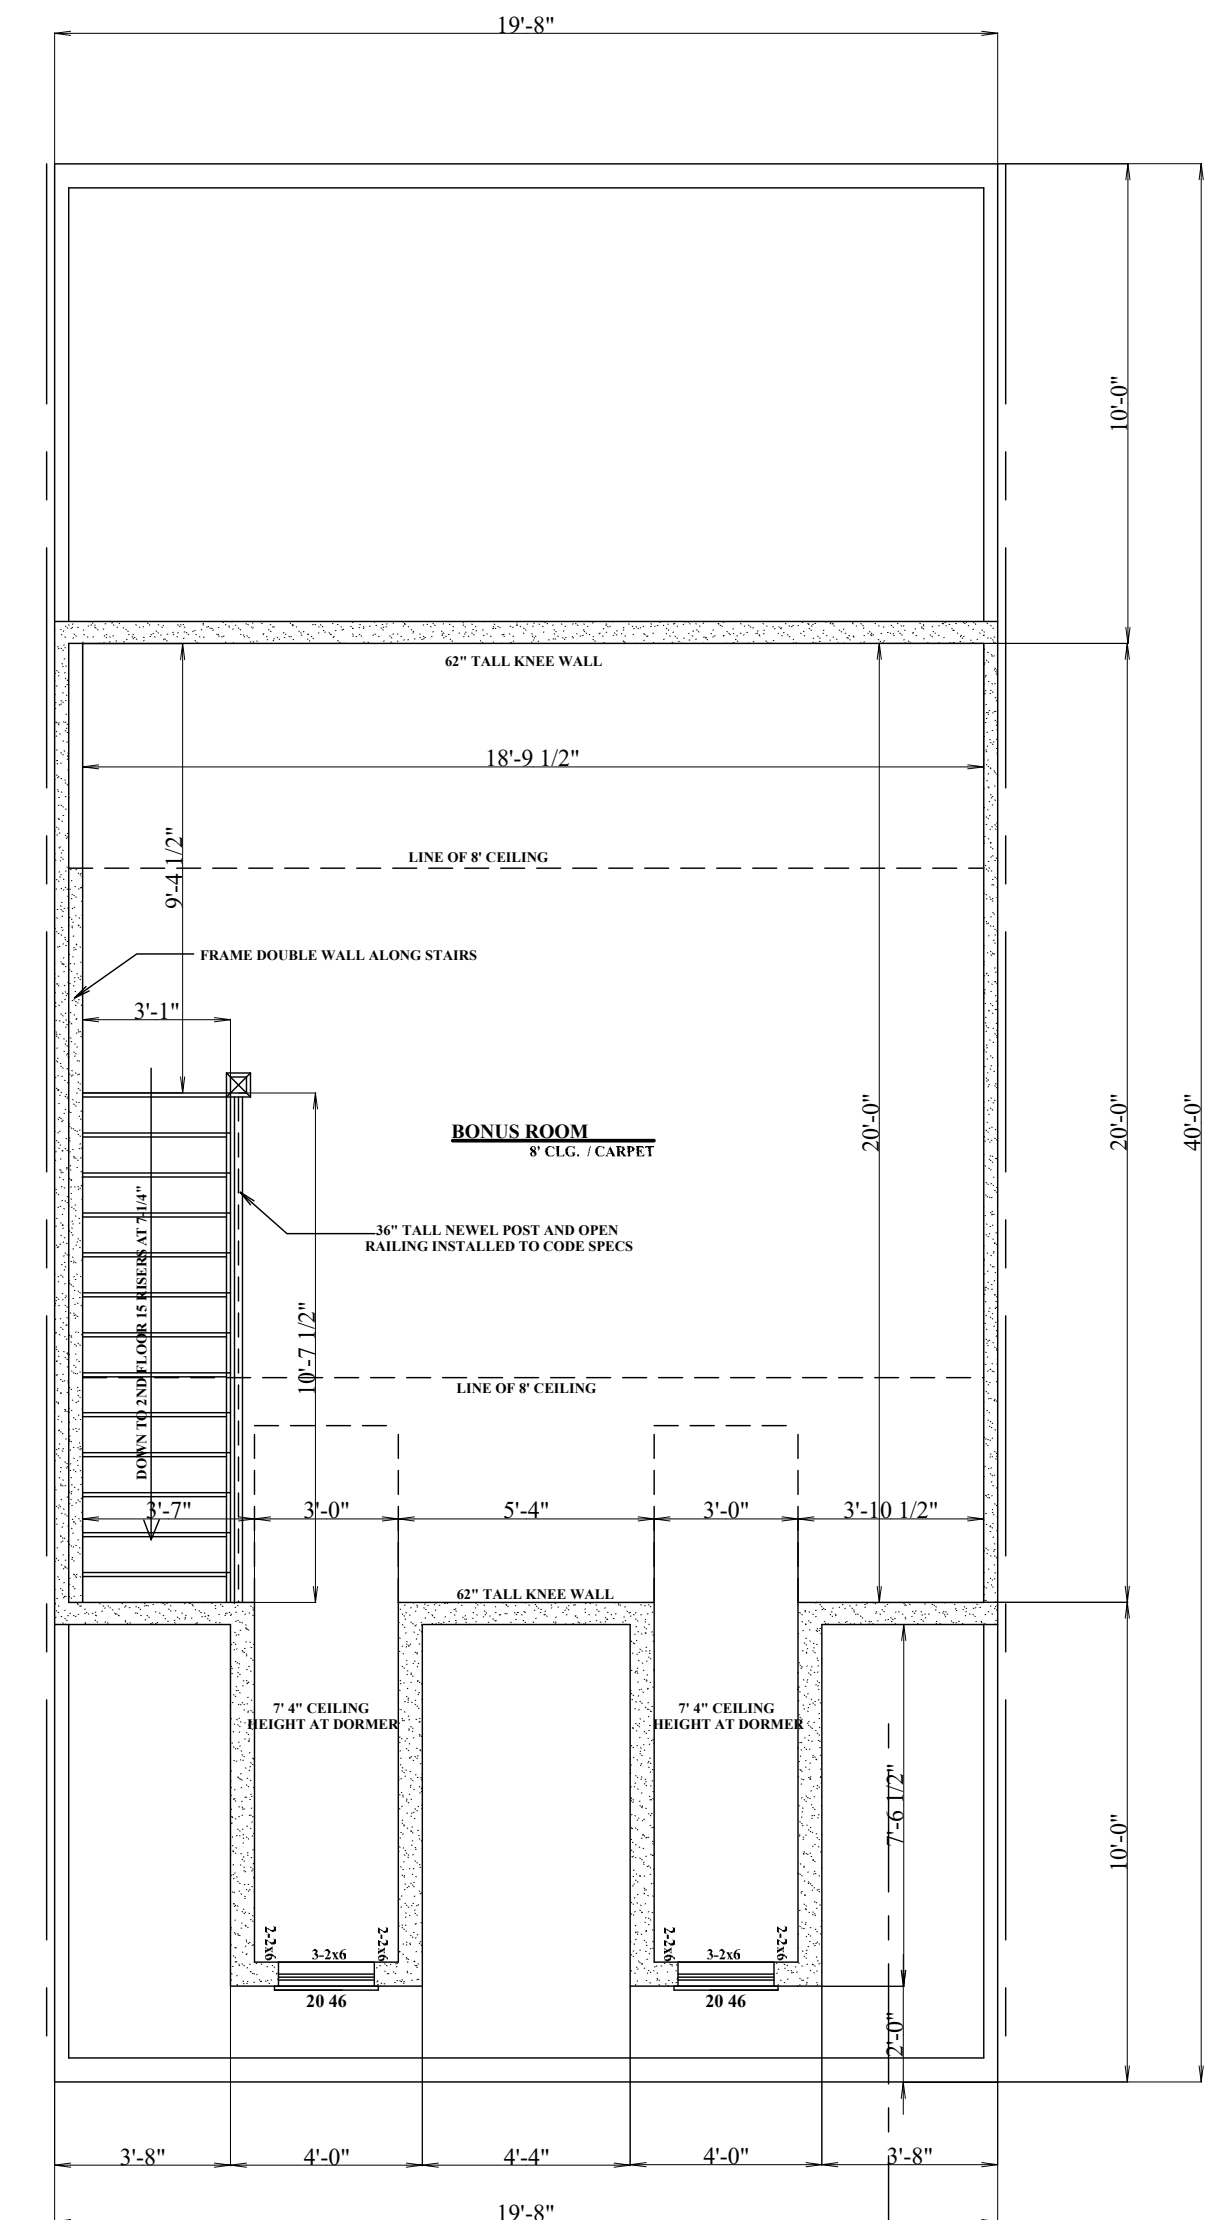 19'-8"
10'-0"
62" TALL KNEE WALL
18'-9 1/2"
9'-4 1/2"
LINE OF 8' CEILING
FRAME DOUBLE WALL ALONG STAIRS
3'-1"
BONUS ROOM
8' CLG. / CARPET
20'-0"
20'-0"
40'-0"
DOWN TO 2ND FLOOR 15 RISERS AT 7-1/4"
36" TALL NEWEL POST AND OPEN
RAILING INSTALLED TO CODE SPECS
10'-7 1/2"
LINE OF 8' CEILING
3'-7"
3'-0"
5'-4"
3'-0"
3'-10 1/2"
62" TALL KNEE WALL
7' 4" CEILING
HEIGHT AT DORMER
7' 4" CEILING
HEIGHT AT DORMER
7'-6 1/2"
10'-0"
2-2x6
3-2x6
2-2x6
20 46
2-2x6
3-2x6
2-2x6
20 46
2'-0"
3'-8"
4'-0"
4'-4"
4'-0"
3'-8"
19'-8"